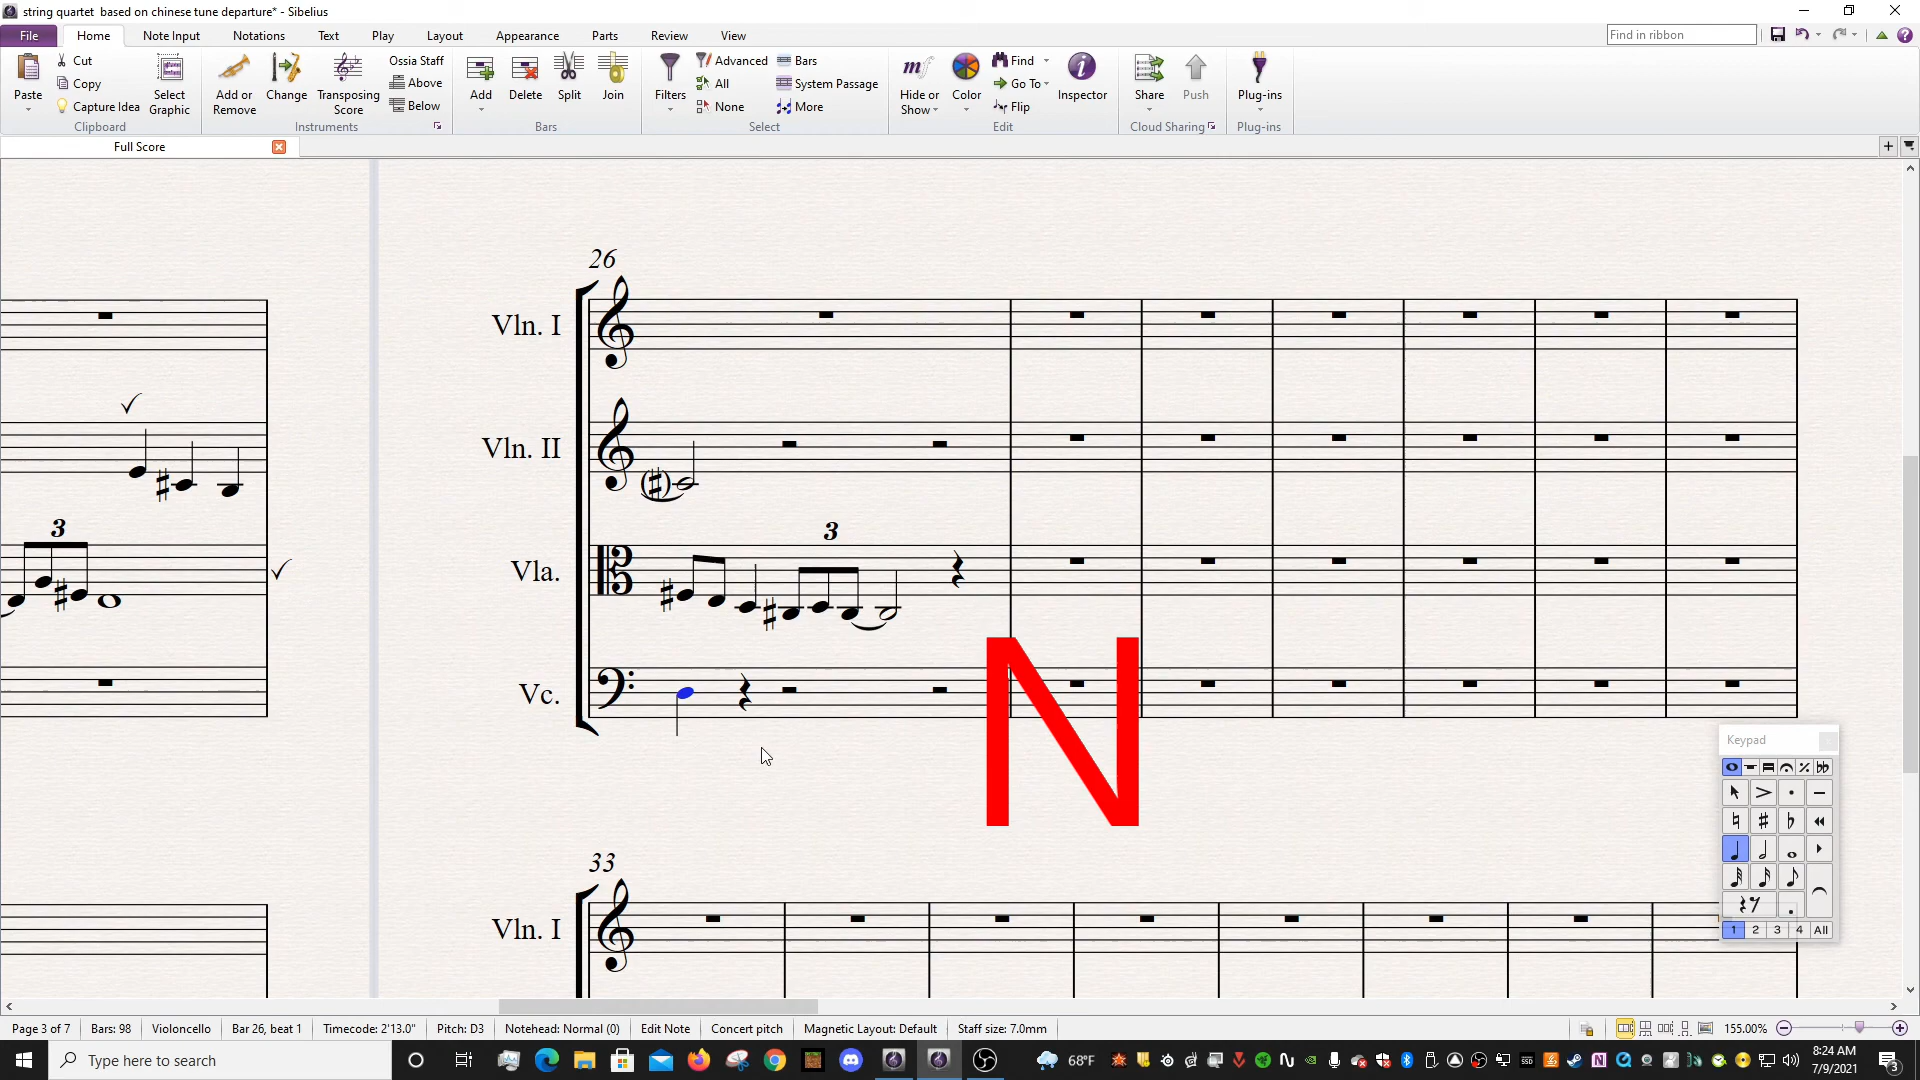 string quartet  based on chinese tune departure* - Sibelius
File Home Note Input Notations Text Play Layout Appearance Parts Review View Find in ribbon
Paste Cut Copy Capture Idea Select Graphic Clipboard
Add or Remove Change Transposing Score Ossia Staff Above Below Instruments
Add Delete Split Join Bars
Filters Advanced All None Bars System Passage More Select
Hide or Show Color Find Go To Flip Inspector Edit
Share Push Cloud Sharing
Plug-ins Plug-ins
Full Score
26
Vln. I
Vln. II
3
3
Vla.
Vc.
N
Keypad
1 2 3 4 All
33
Vln. I
Page 3 of 7 Bars: 98 Violoncello Bar 26, beat 1 Timecode: 2'13.0" Pitch: D3 Notehead: Normal (0) Edit Note Concert pitch Magnetic Layout: Default Staff size: 7.0mm 155.00%
Type here to search 68°F 8:24 AM
7/9/2021 3